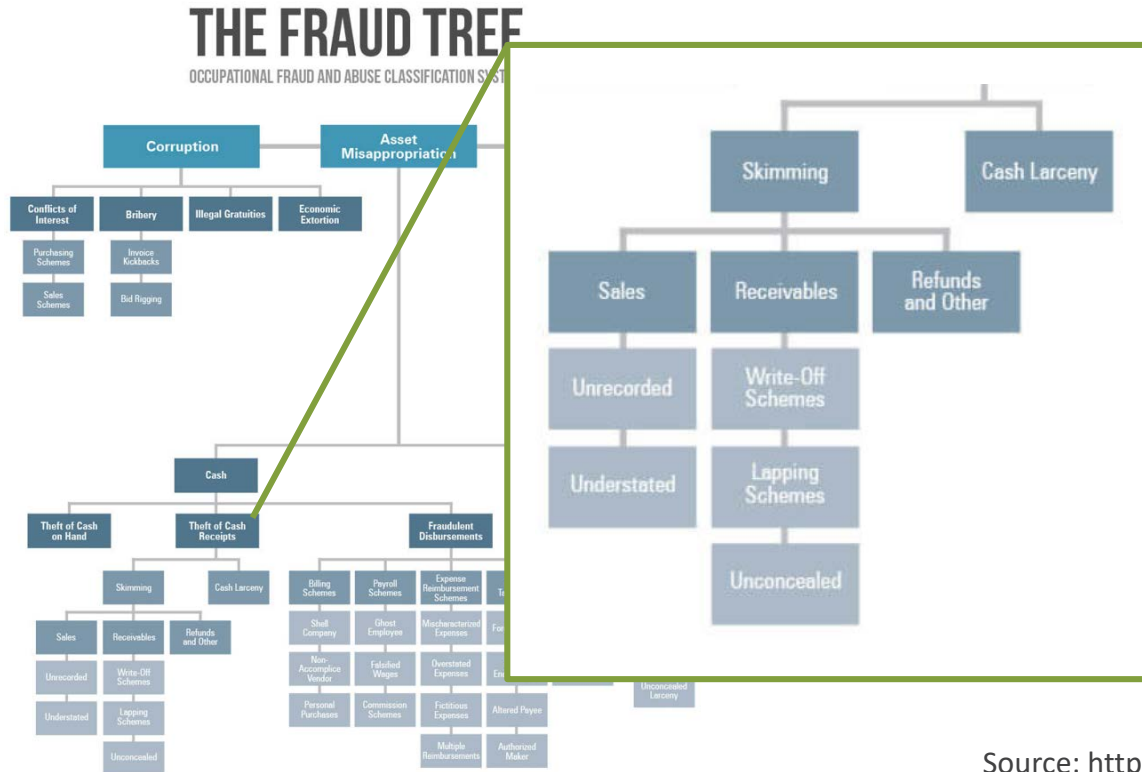 THE FRAUD TREE
OCCUPATIONAL FRAUD AND ABUSE CLASSIFICATION SYST
Corruption
Asset
Misappropriation
Conflicts of
Interest
Bribery
Illegal Gratuities
Economic
Extortion
Purchasing
Schemes
Invoice
Kickbacks
Sales
Schemes
Bid Rigging
Cash
Theft of Cash
on Hand
Theft of Cash
Receipts
Fraudulent
Disbursements
Skimming
Cash Larceny
Billing
Schemes
Payroll
Schemes
Expense
Reimbursement
Schemes
Sales
Receivables
Refunds
and Other
Shell
Company
Ghost
Employee
Mischaracterized
Expenses
Unrecorded
Write-Off
Schemes
Non-
Accomplice
Vendor
Falsified
Wages
Overstated
Expenses
Understated
Lapping
Schemes
Personal
Purchases
Commission
Schemes
Fictitious
Expenses
Altered Payee
Unconcealed
Multiple
Reimbursements
Authorized
Maker
Unconcealed
Larceny
Skimming
Cash Larceny
Sales
Receivables
Refunds
and Other
Unrecorded
Write-Off
Schemes
Understated
Lapping
Schemes
Unconcealed
Source: http